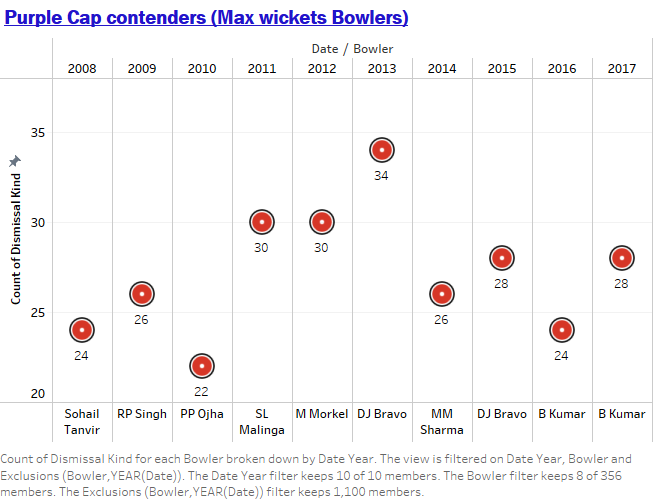 Purple Cap contenders (Max wickets Bowlers)
Date / Bowler
2008 2009 2010 2011 2012 2013 2014 2015 2016 2017
Count of Dismissal Kind
35
30
25
20
34
30 30
28 28
26 26
24 24
22
Sohail RP Singh PP Ojha SL M Morkel DJ Bravo MM DJ Bravo B Kumar B Kumar
Tanvir Malinga Sharma
Count of Dismissal Kind for each Bowler broken down by Date Year. The view is filtered on Date Year, Bowler and
Exclusions (Bowler,YEAR(Date)). The Date Year filter keeps 10 of 10 members. The Bowler filter keeps 8 of 356
members. The Exclusions (Bowler,YEAR(Date)) filter keeps 1,100 members.